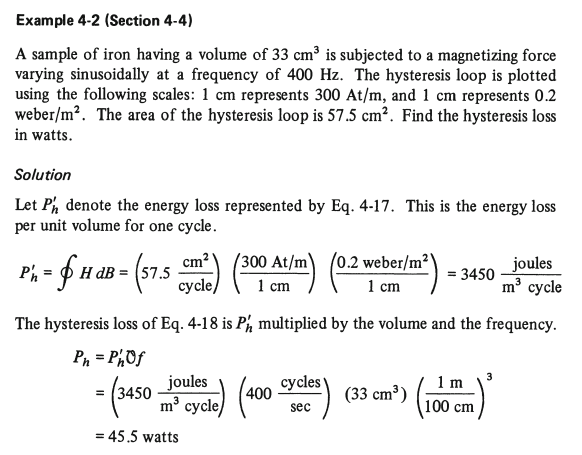 Example 4-2 (Section 4-4)
A sample of iron having a volume of 33 cm³ is subjected to a magnetizing force
varying sinusoidally at a frequency of 400 Hz. The hysteresis loop is plotted
using the following scales: 1 cm represents 300 At/m, and 1 cm represents 0.2
weber/m². The area of the hysteresis loop is 57.5 cm². Find the hysteresis loss
in watts.
Solution
Let P′ₕ denote the energy loss represented by Eq. 4-17. This is the energy loss
per unit volume for one cycle.
P′ₕ = ∮ H dB = (57.5 cm²/cycle) (300 At/m / 1 cm) (0.2 weber/m² / 1 cm) = 3450 joules / m³ cycle
The hysteresis loss of Eq. 4-18 is P′ₕ multiplied by the volume and the frequency.
Pₕ = P′ₕ℧f
= (3450 joules / m³ cycle) (400 cycles / sec) (33 cm³) (1 m / 100 cm)³
= 45.5 watts